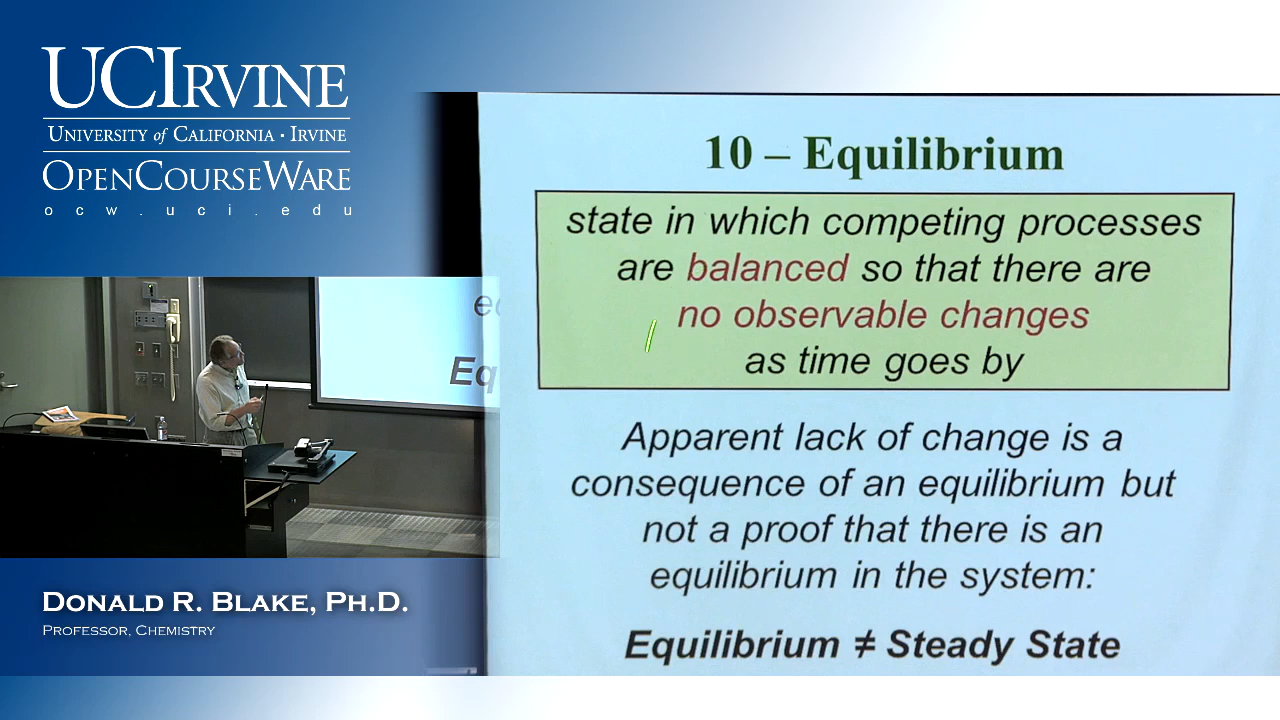 UCIRVINE
UNIVERSITY of CALIFORNIA · IRVINE
OPENCOURSEWARE
ocw.uci.edu
10 – Equilibrium
state in which competing processes
are balanced so that there are
no observable changes
as time goes by
Apparent lack of change is a
consequence of an equilibrium but
not a proof that there is an
equilibrium in the system:
Equilibrium ≠ Steady State
ec
Eq
DONALD R. BLAKE, PH.D.
PROFESSOR, CHEMISTRY